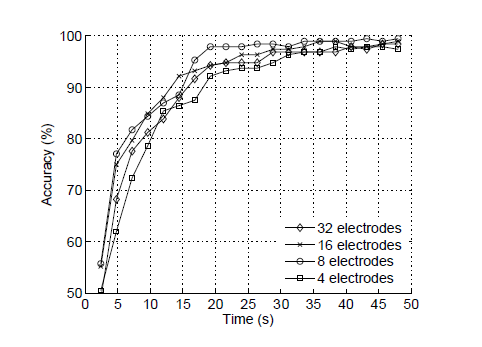 100
90
80
70
60
50
Accuracy (%)
32 electrodes
16 electrodes
8 electrodes
4 electrodes
0 5 10 15 20 25 30 35 40 45 50
Time (s)